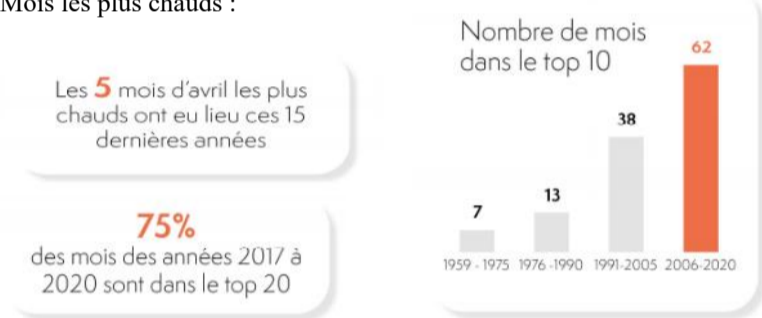 Mois les plus chauds :
Les 5 mois d'avril les plus
chauds ont eu lieu ces 15
dernières années
75%
des mois des années 2017 à
2020 sont dans le top 20
Nombre de mois
dans le top 10
62
38
13
7
1959 - 1975 1976 -1990 1991-2005 2006-2020